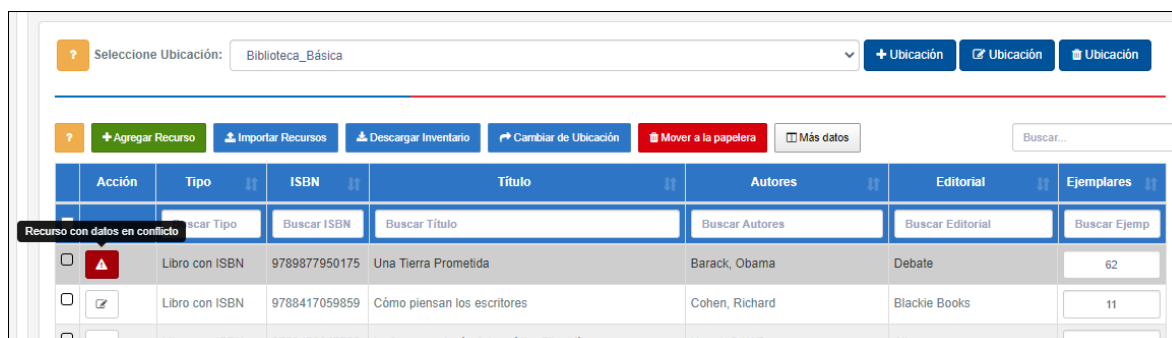 ? Seleccione Ubicación: Biblioteca_Básica + Ubicación Ubicación Ubicación
? + Agregar Recurso Importar Recursos Descargar Inventario Cambiar de Ubicación Mover a la papelera Más datos Buscar...
Acción Tipo ISBN Título Autores Editorial Ejemplares
Buscar ISBN Buscar Título Buscar Autores Buscar Editorial Buscar Ejemp
Recurso con datos en conflicto
Libro con ISBN 9789877950175 Una Tierra Prometida Barack, Obama Debate 62
Libro con ISBN 9788417059859 Cómo piensan los escritores Cohen, Richard Blackie Books 11